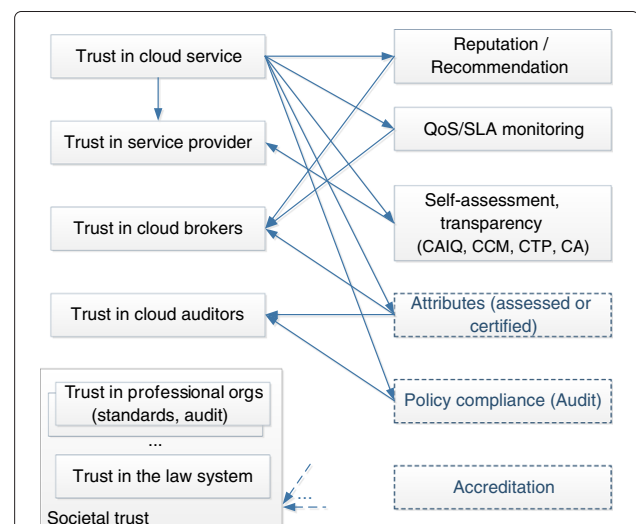 Trust in cloud service
Reputation /
Recommendation
Trust in service provider
QoS/SLA monitoring
Trust in cloud brokers
Self-assessment,
transparency
(CAIQ, CCM, CTP, CA)
Trust in cloud auditors
Attributes (assessed or
certified)
Trust in professional orgs
(standards, audit)
...
Policy compliance (Audit)
Trust in the law system
Accreditation
...
Societal trust